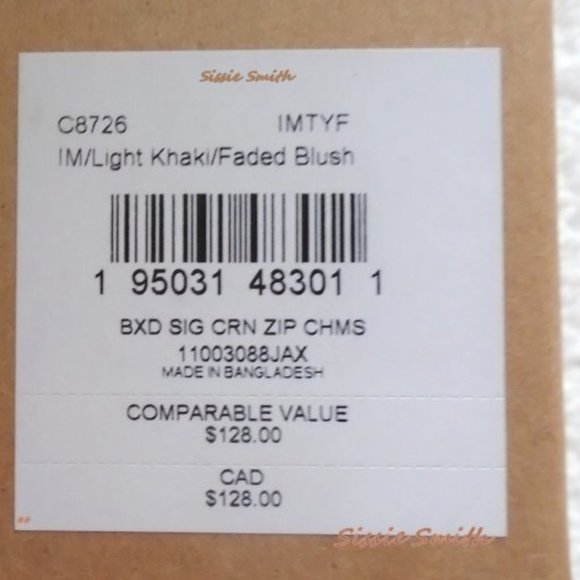 Sissie Smith
C8726 IMTYF
IM/Light Khaki/Faded Blush
1 95031 48301 1
BXD SIG CRN ZIP CHMS
11003088JAX
MADE IN BANGLADESH
COMPARABLE VALUE
$128.00
CAD
$128.00
Sissie Smith